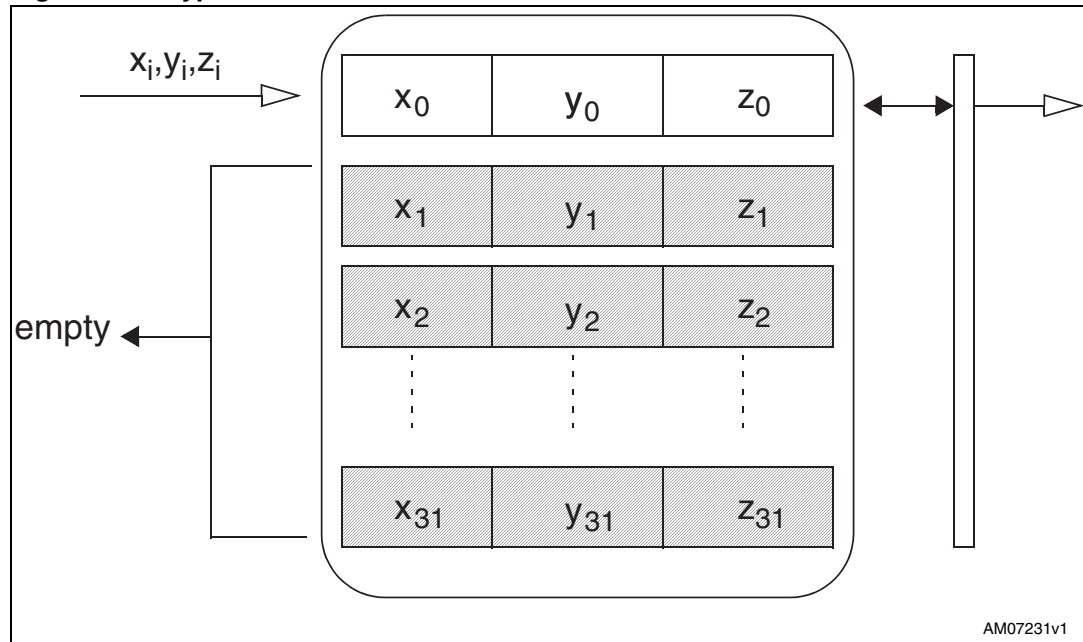 xᵢ,yᵢ,zᵢ
x₀ y₀ z₀
x₁ y₁ z₁
x₂ y₂ z₂
empty
x₃₁ y₃₁ z₃₁
AM07231v1